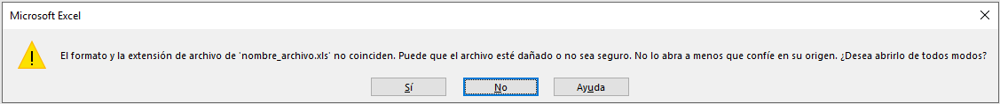 Microsoft Excel
El formato y la extensión de archivo de 'nombre_archivo.xls' no coinciden. Puede que el archivo esté dañado o no sea seguro. No lo abra a menos que confíe en su origen. ¿Desea abrirlo de todos modos?
Sí No Ayuda